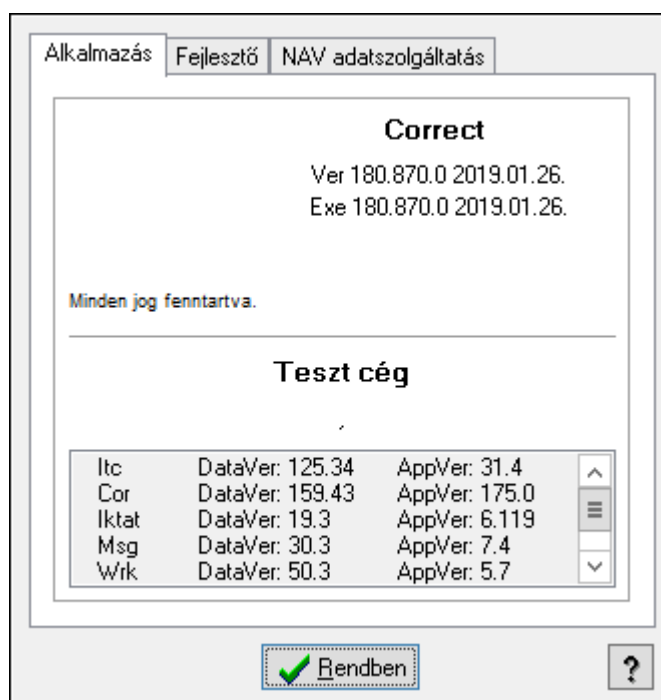 Alkalmazás Fejlesztő NAV adatszolgáltatás
Correct
Ver 180.870.0 2019.01.26.
Exe 180.870.0 2019.01.26.
Minden jog fenntartva.
Teszt cég
,
Itc DataVer: 125.34 AppVer: 31.4
Cor DataVer: 159.43 AppVer: 175.0
Iktat DataVer: 19.3 AppVer: 6.119
Msg DataVer: 30.3 AppVer: 7.4
Wrk DataVer: 50.3 AppVer: 5.7
Rendben ?